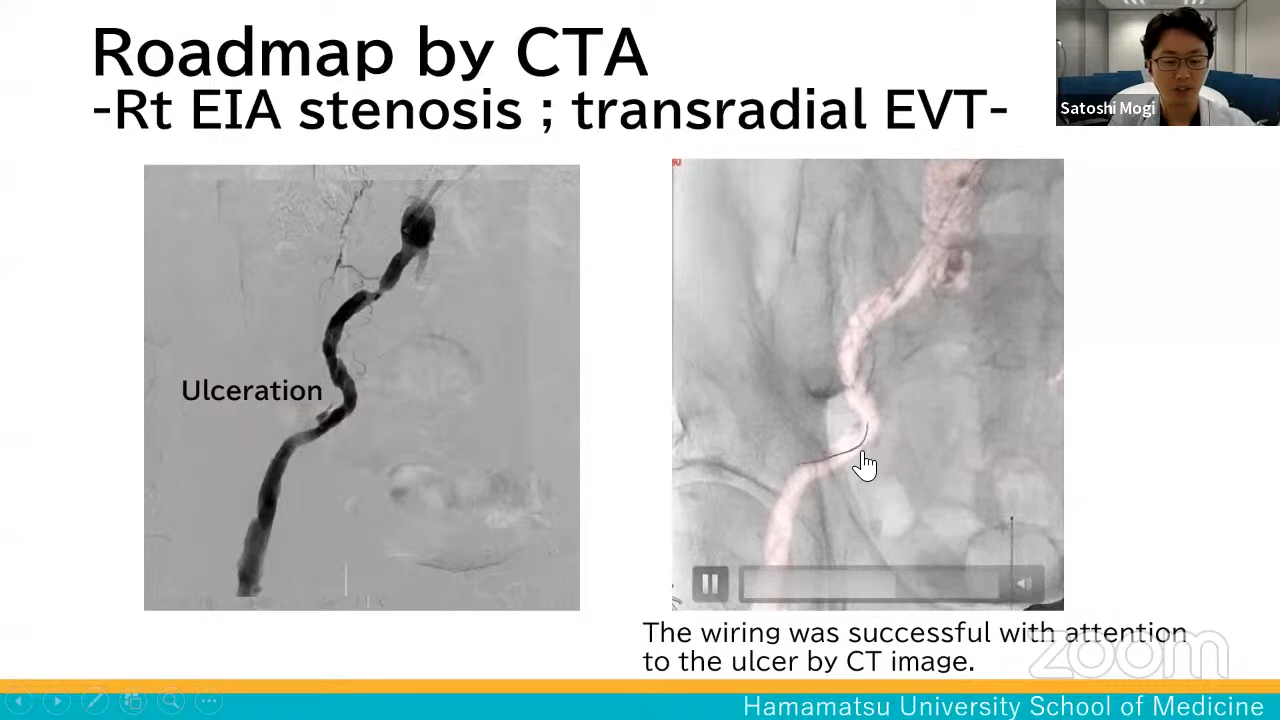 Roadmap by CTA
-Rt EIA stenosis ; transradial EVT-
Satoshi Mogi
Ulceration
The wiring was successful with attention
to the ulcer by CT image.
zoom
Hamamatsu University School of Medicine